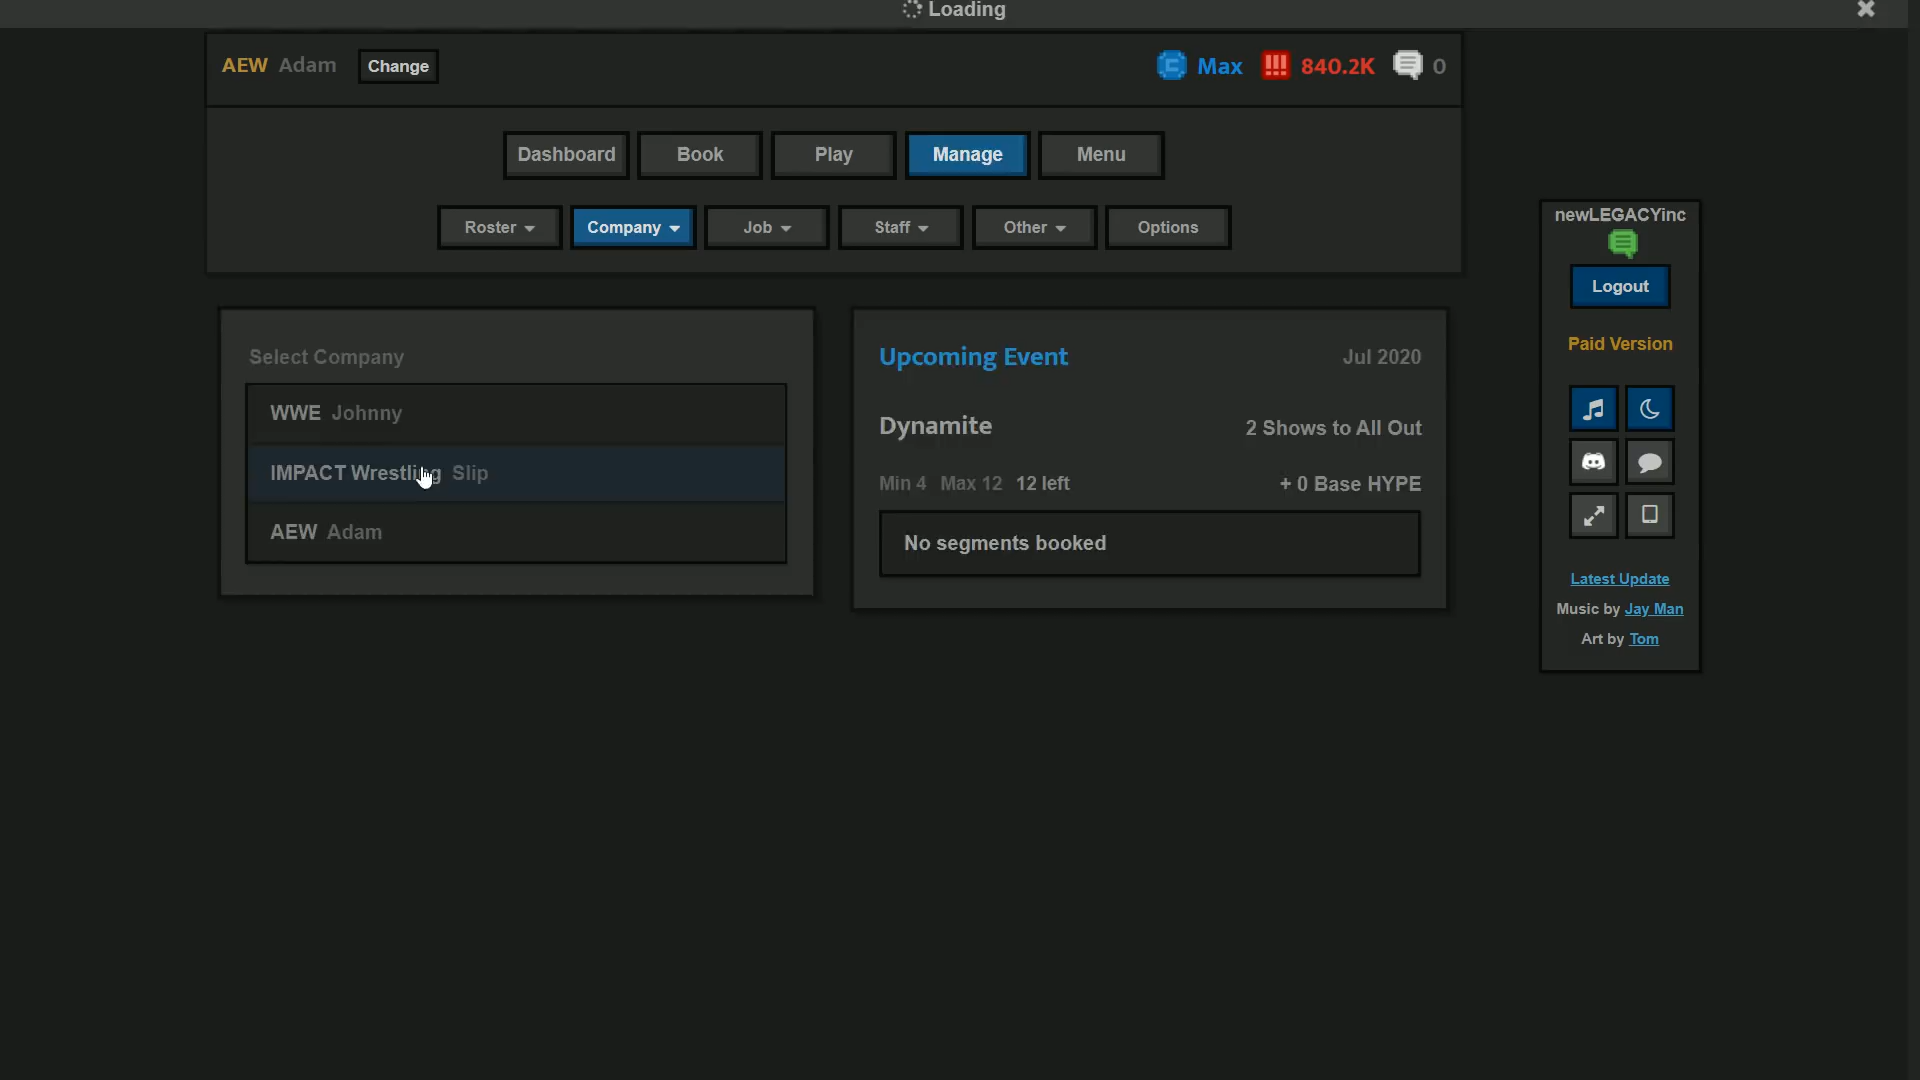 Loading
AEW Adam Change Max 840.2K 0
Dashboard Book Play Manage Menu
Roster Company Job Staff Other Options
Select Company
WWE Johnny
IMPACT Wrestling Slip
AEW Adam
Upcoming Event Jul 2020
Dynamite 2 Shows to All Out
Min 4 Max 12 12 left + 0 Base HYPE
No segments booked
newLEGACYinc
Logout
Paid Version
Latest Update
Music by Jay Man
Art by Tom